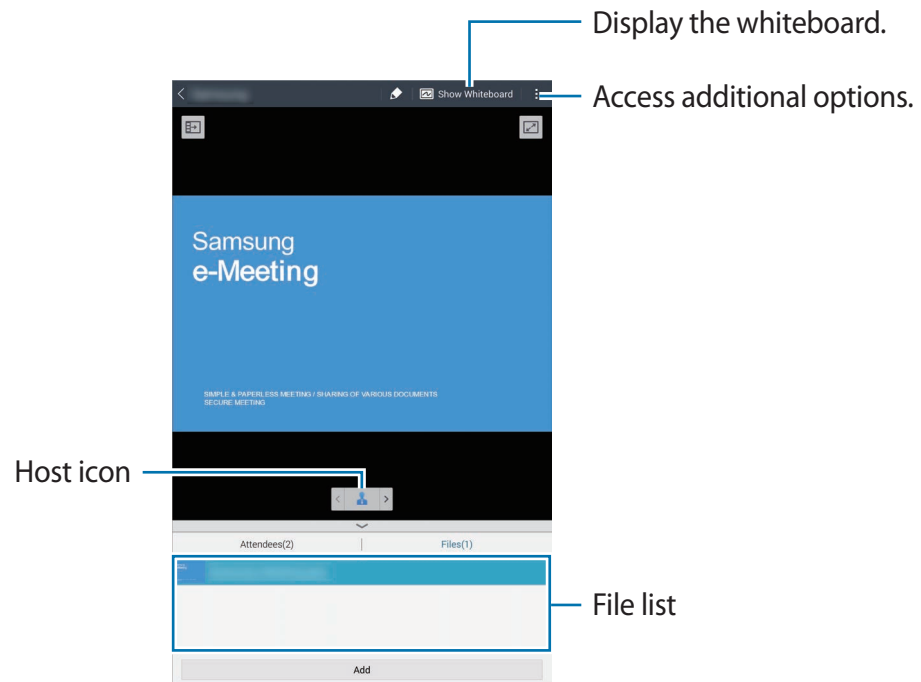 Display the whiteboard.
Show Whiteboard
Access additional options.
Samsung
e-Meeting
SIMPLE & PAPERLESS MEETING / SHARING OF VARIOUS DOCUMENTS
SECURE MEETING
Host icon
Attendees(2)
Files(1)
File list
Add